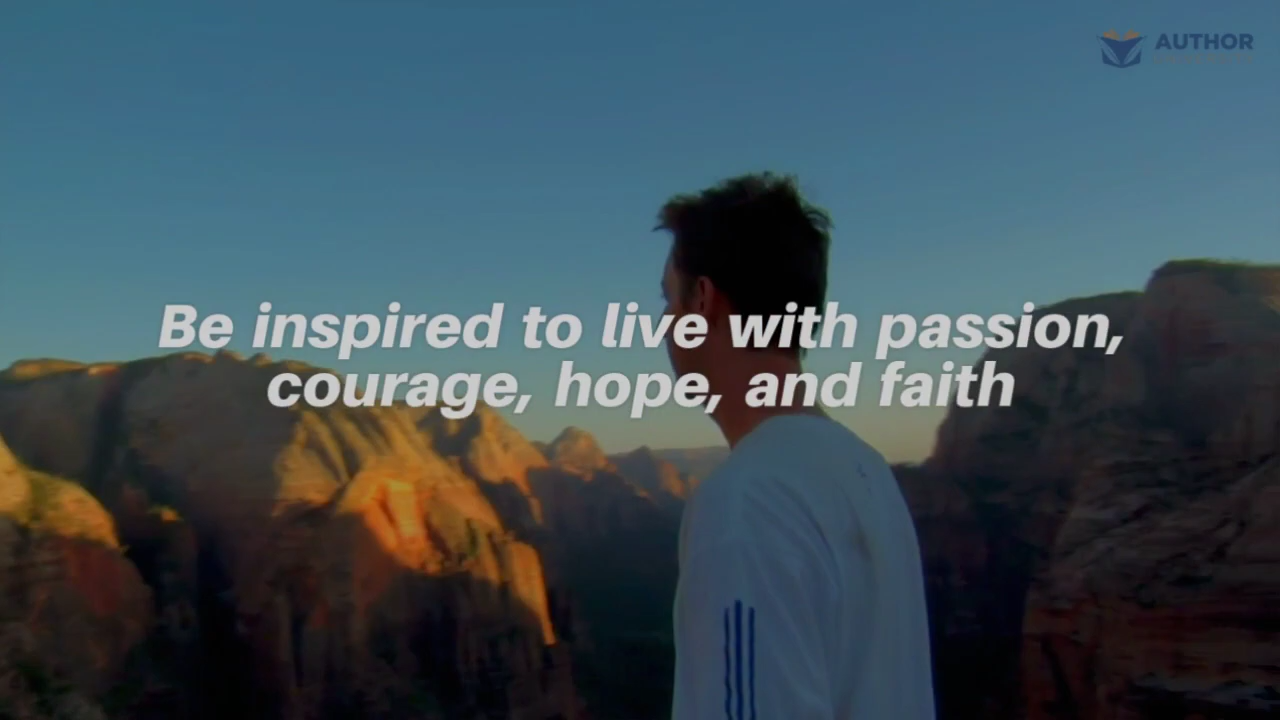 AUTHOR
Be inspired to live with passion,
courage, hope, and faith